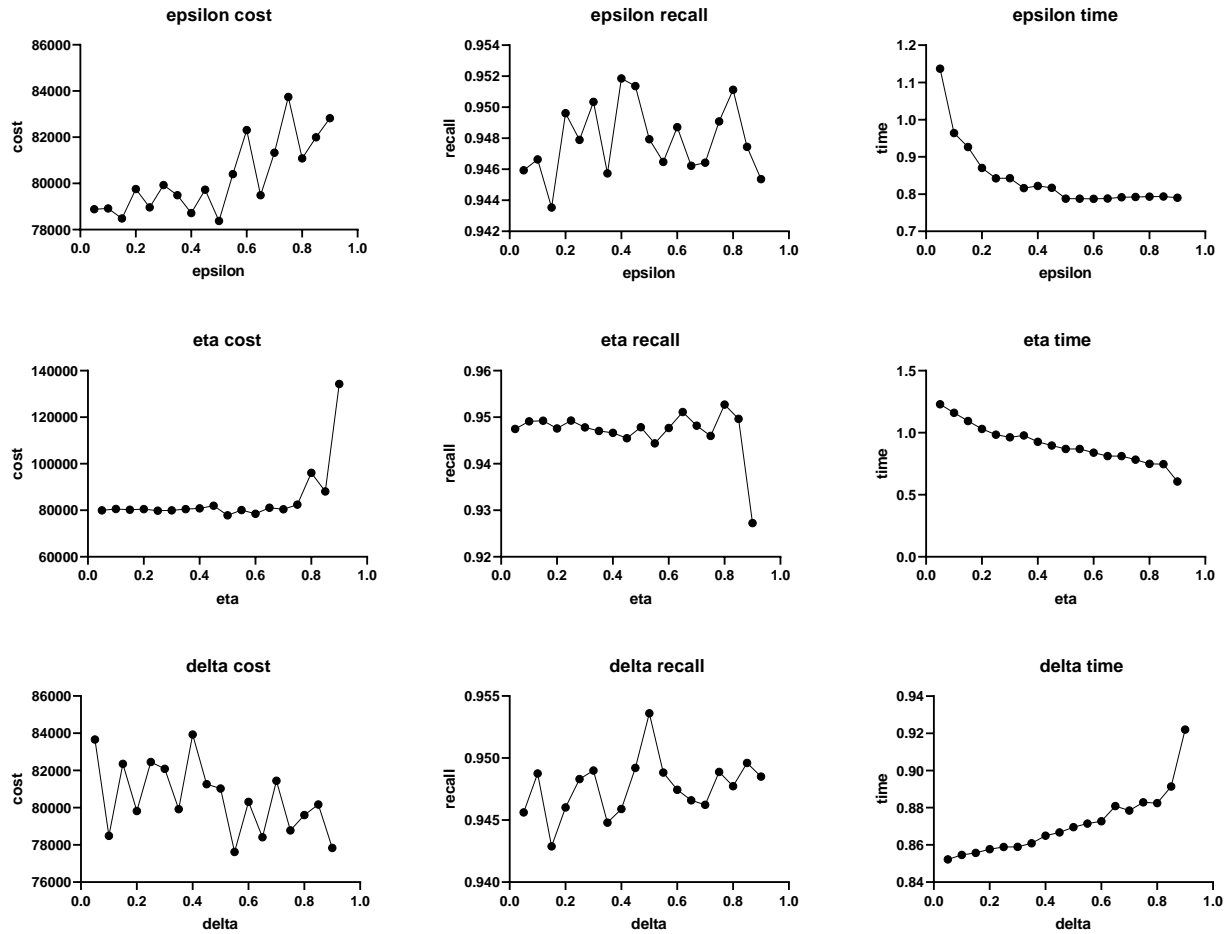 epsilon cost
cost
86000
84000
82000
80000
78000
0.0 0.2 0.4 0.6 0.8 1.0
epsilon
epsilon recall
recall
0.954
0.952
0.950
0.948
0.946
0.944
0.942
0.0 0.2 0.4 0.6 0.8 1.0
epsilon
epsilon time
time
1.2
1.1
1.0
0.9
0.8
0.7
0.0 0.2 0.4 0.6 0.8 1.0
epsilon
eta cost
cost
140000
120000
100000
80000
60000
0.0 0.2 0.4 0.6 0.8 1.0
eta
eta recall
recall
0.96
0.95
0.94
0.93
0.92
0.0 0.2 0.4 0.6 0.8 1.0
eta
eta time
time
1.5
1.0
0.5
0.0
0.0 0.2 0.4 0.6 0.8 1.0
eta
delta cost
cost
86000
84000
82000
80000
78000
76000
0.0 0.2 0.4 0.6 0.8 1.0
delta
delta recall
recall
0.955
0.950
0.945
0.940
0.0 0.2 0.4 0.6 0.8 1.0
delta
delta time
time
0.94
0.92
0.90
0.88
0.86
0.84
0.0 0.2 0.4 0.6 0.8 1.0
delta